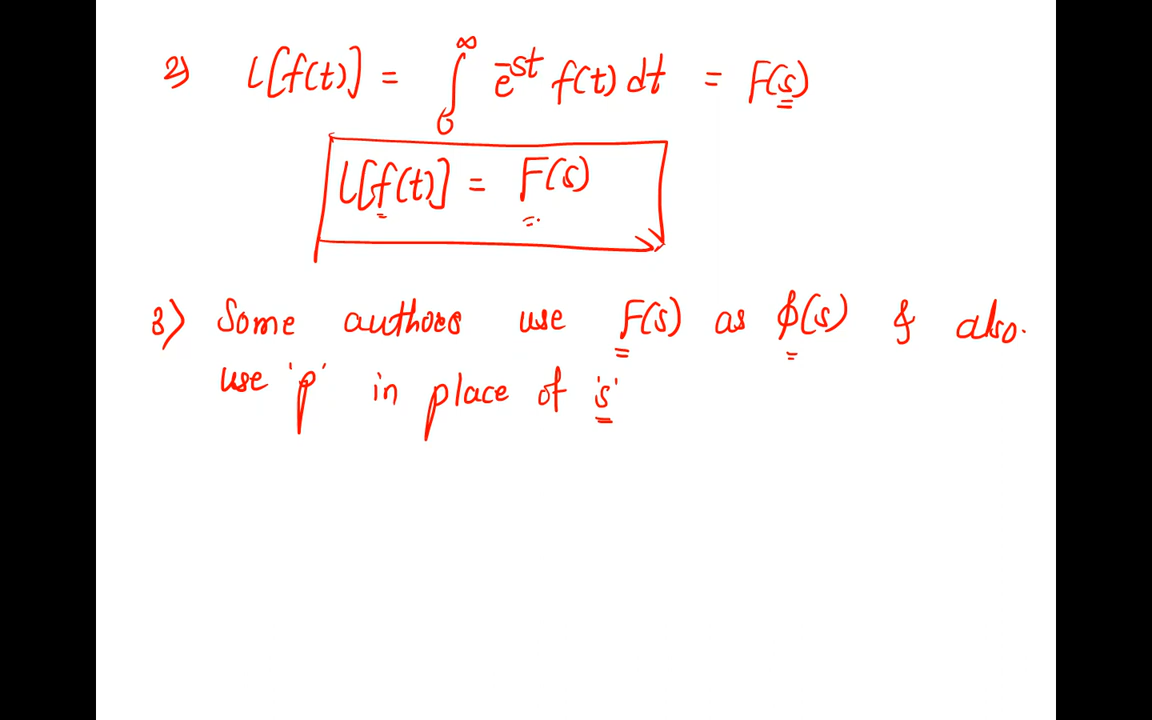 2) L[f(t)] = ∫₀^∞ e^-st f(t) dt = F(s)
L[f(t)] = F(s)
3) Some authors use F(s) as ϕ(s) & also.
use 'p' in place of 's'